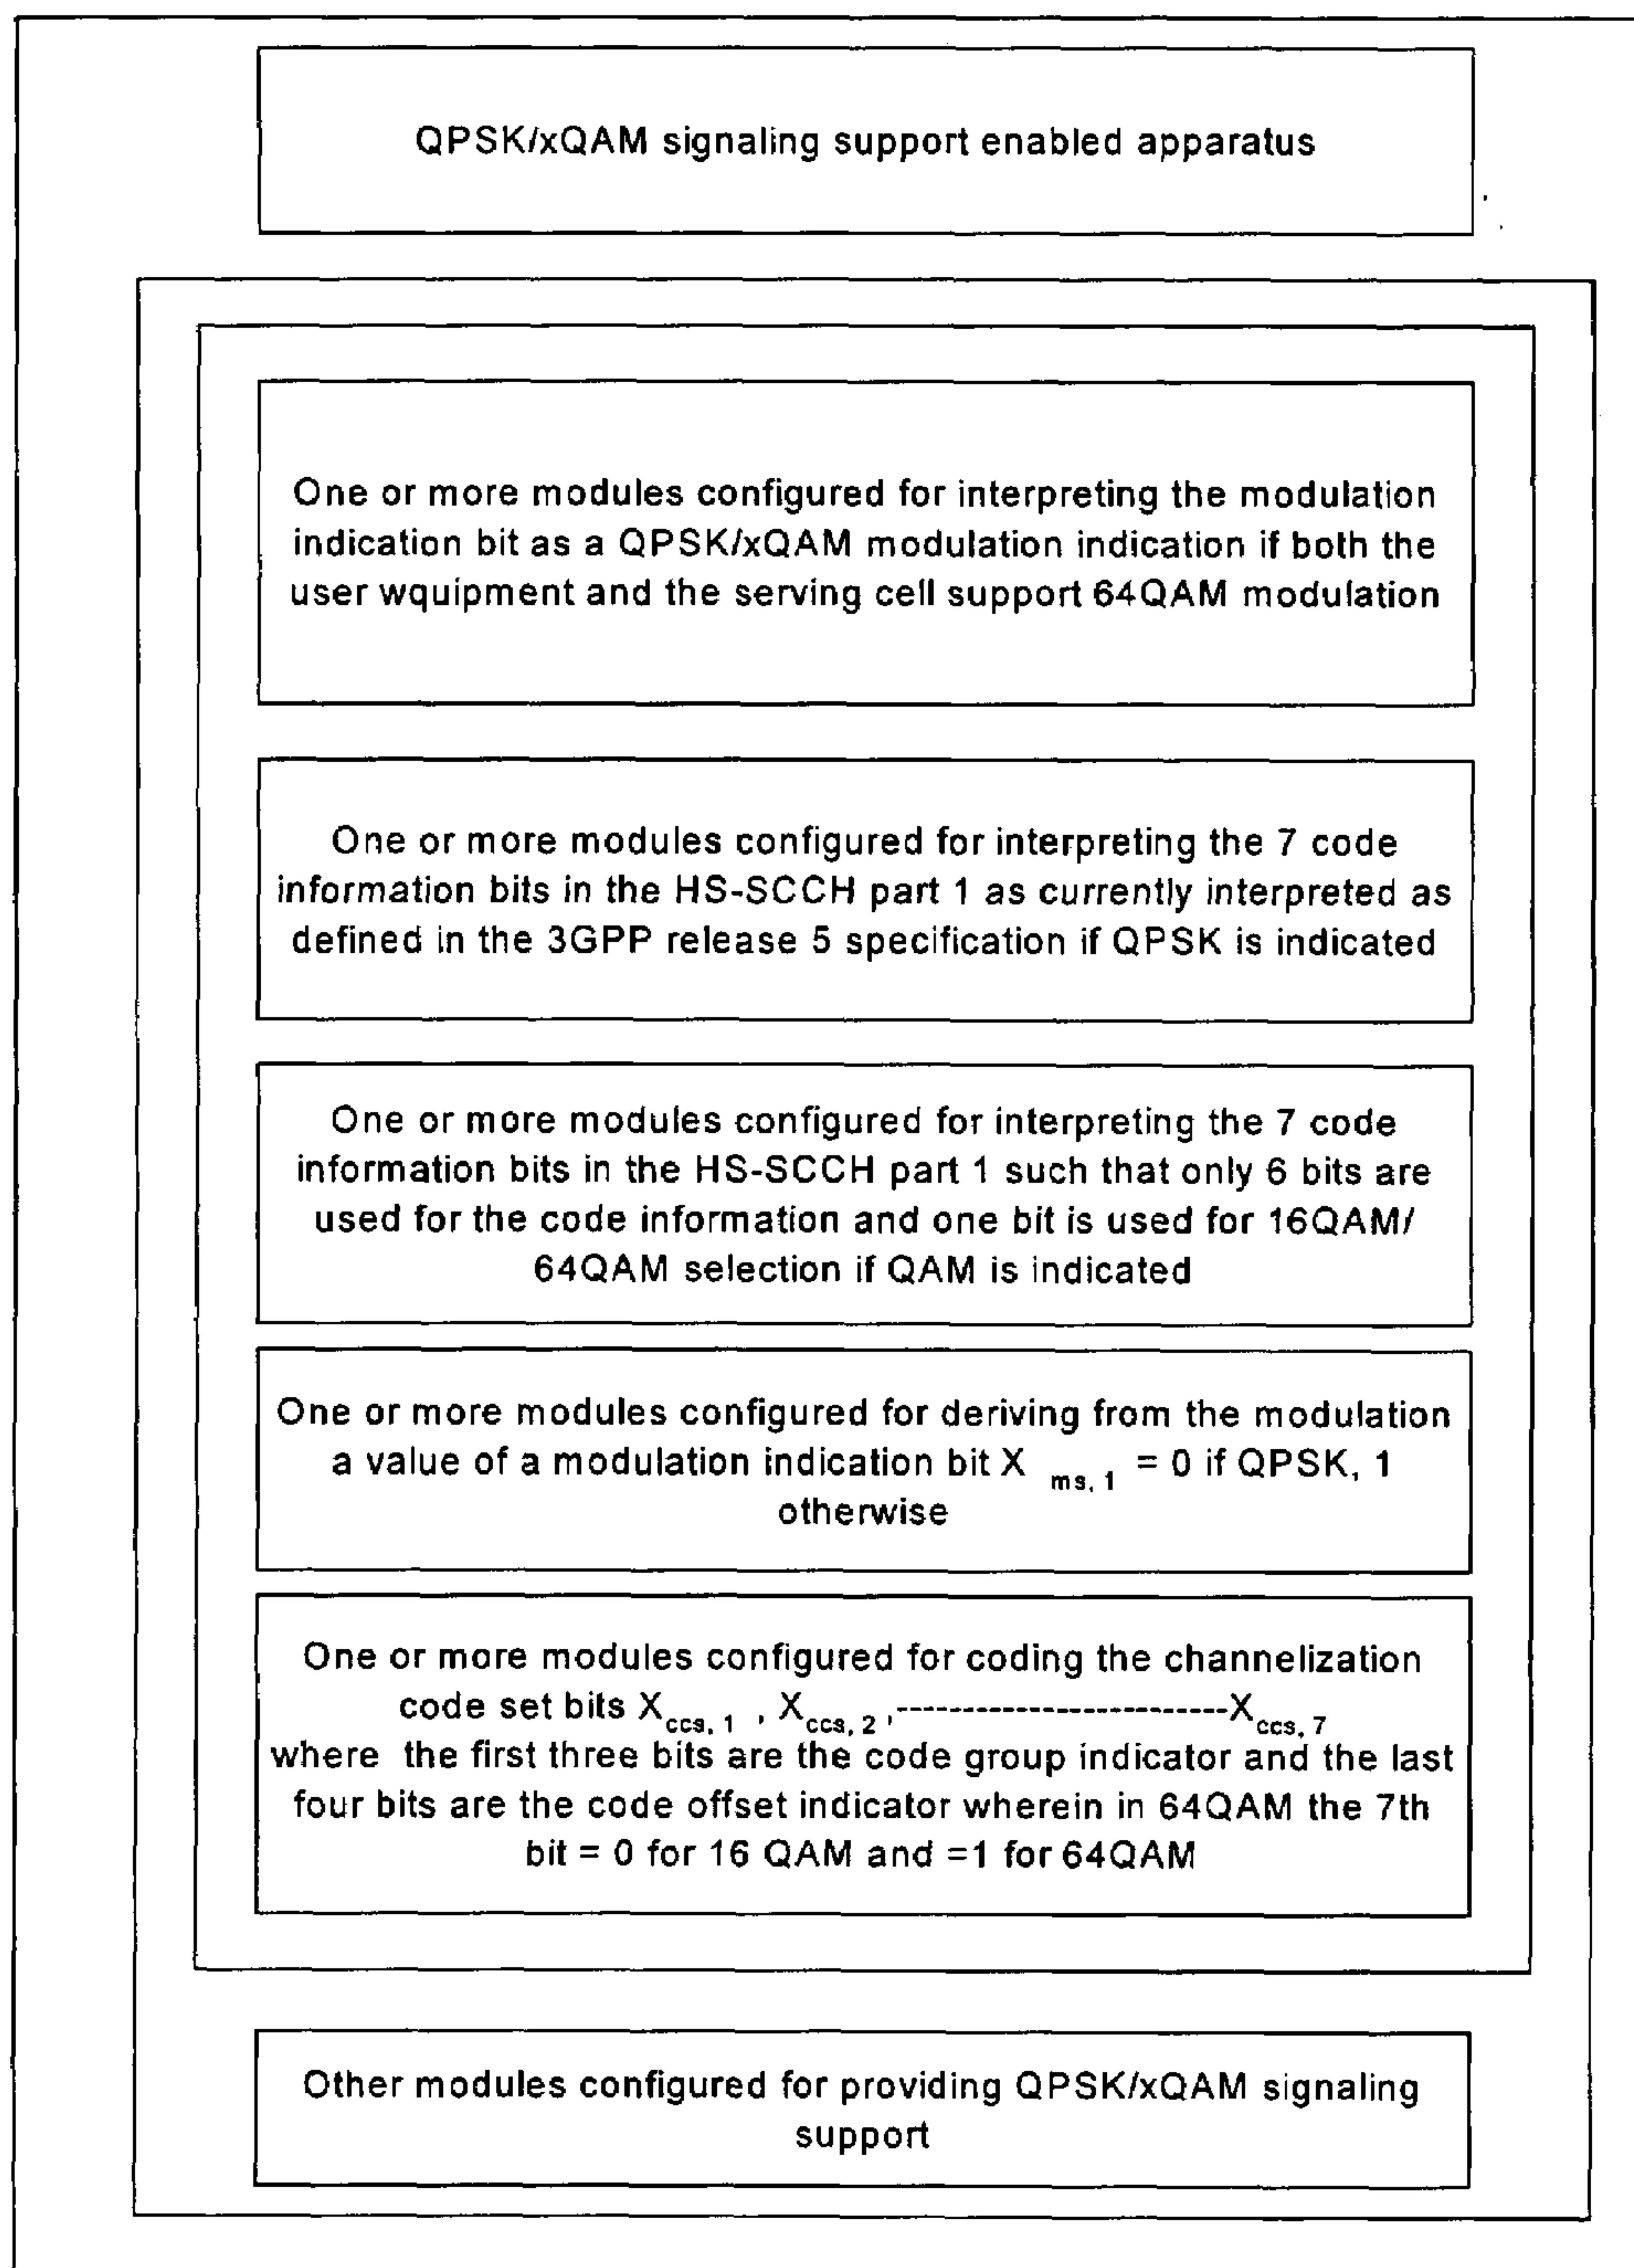 QPSK/xQAM signaling support enabled apparatus
One or more modules configured for interpreting the modulation
indication bit as a QPSK/xQAM modulation indication if both the
user wquipment and the serving cell support 64QAM modulation
One or more modules configured for interpreting the 7 code
information bits in the HS-SCCH part 1 as currently interpreted as
defined in the 3GPP release 5 specification if QPSK is indicated
One or more modules configured for interpreting the 7 code
information bits in the HS-SCCH part 1 such that only 6 bits are
used for the code information and one bit is used for 16QAM/
64QAM selection if QAM is indicated
One or more modules configured for deriving from the modulation
a value of a modulation indication bit X ms, 1 = 0 if QPSK, 1
otherwise
One or more modules configured for coding the channelization
code set bits Xccs, 1 , Xccs, 2 ,-------------------------Xccs, 7
where the first three bits are the code group indicator and the last
four bits are the code offset indicator wherein in 64QAM the 7th
bit = 0 for 16 QAM and =1 for 64QAM
Other modules configured for providing QPSK/xQAM signaling
support